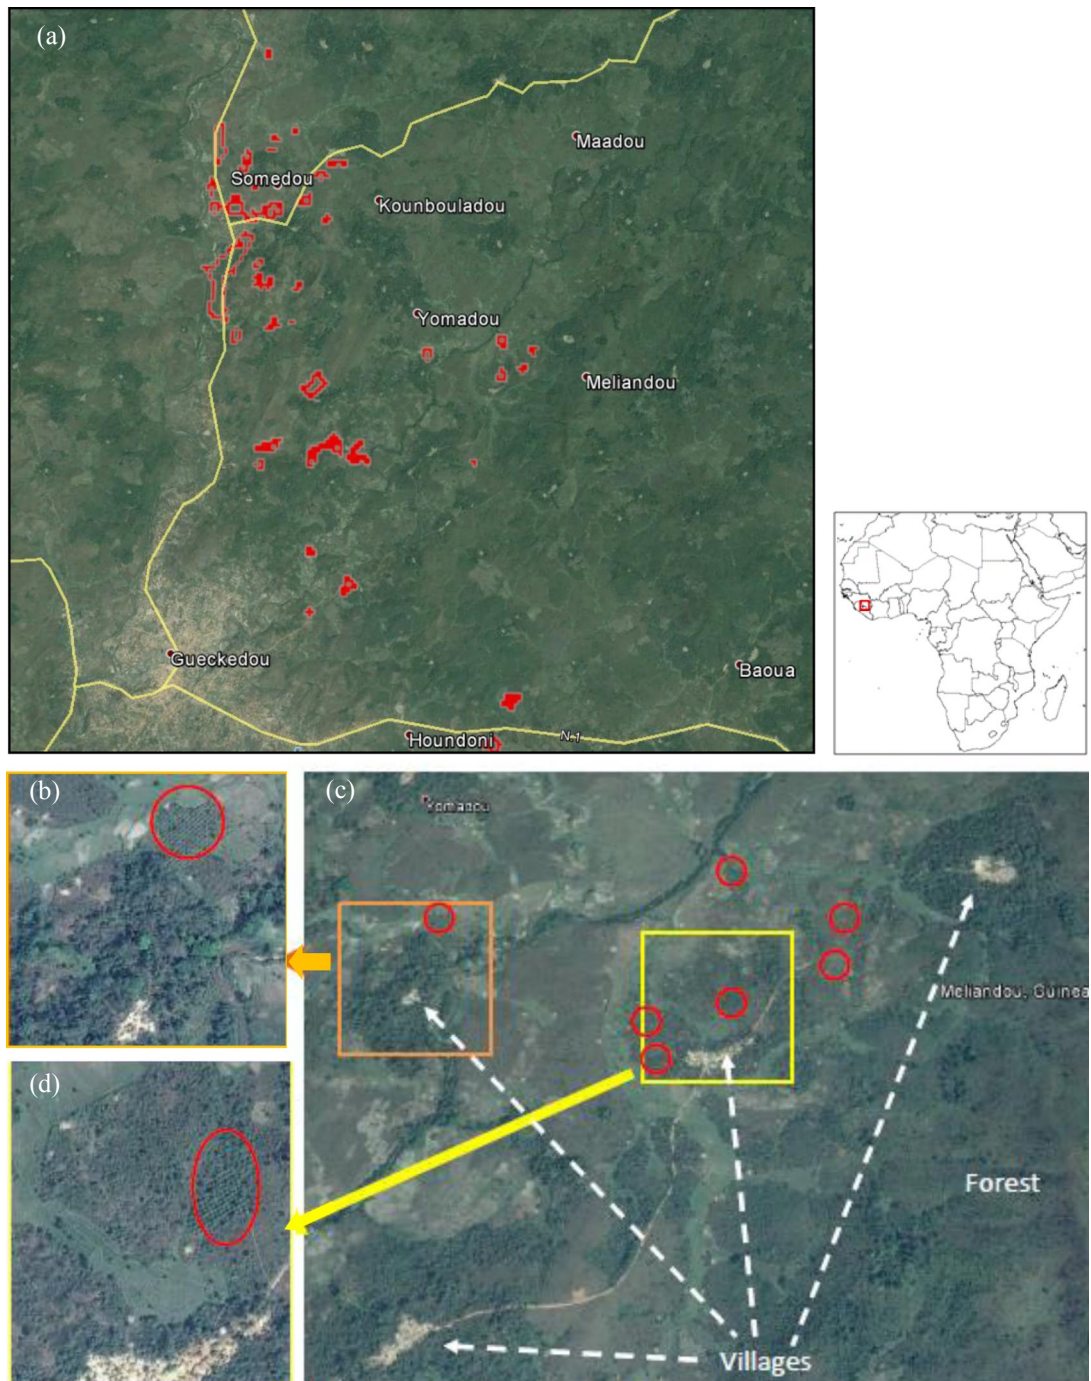 (a)
Maadou
Somedou
Kounbouladou
Yomadou
Meliandou
Gueckedou
Baoua
Houndoni
N 1
(b)
(c)
Yomadou
Meliandou, Guinea
(d)
Forest
Villages